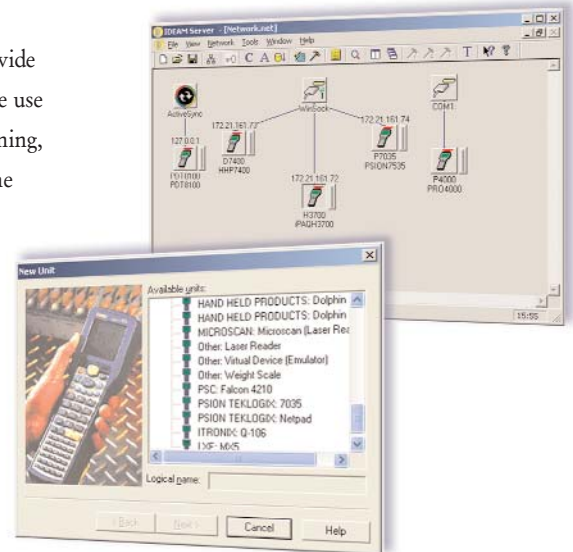 vide
e use
ning,
ne
IDEAM Server - [Network.net]
File View Network Tools Window Help
ActiveSync
WinSock
COM1
127.0.0.1
172.21.161.73
172.21.161.74
PDT8100
PDT8100
D7400
HHP7400
P7035
PSION7535
P4000
PRO4000
172.21.161.72
H3700
iPAQH3700
15:55
New Unit
Available units:
HAND HELD PRODUCTS: Dolphin
HAND HELD PRODUCTS: Dolphin
MICROSCAN: Microscan (Laser Rea
Other: Laser Reader
Other: Virtual Device (Emulator)
Other: Weight Scale
PSC: Falcon 4210
PSION TEKLOGIX: 7035
PSION TEKLOGIX: Netpad
ITRONIX: Q-106
LXE: MX5
Logical name:
< Back Next > Cancel Help